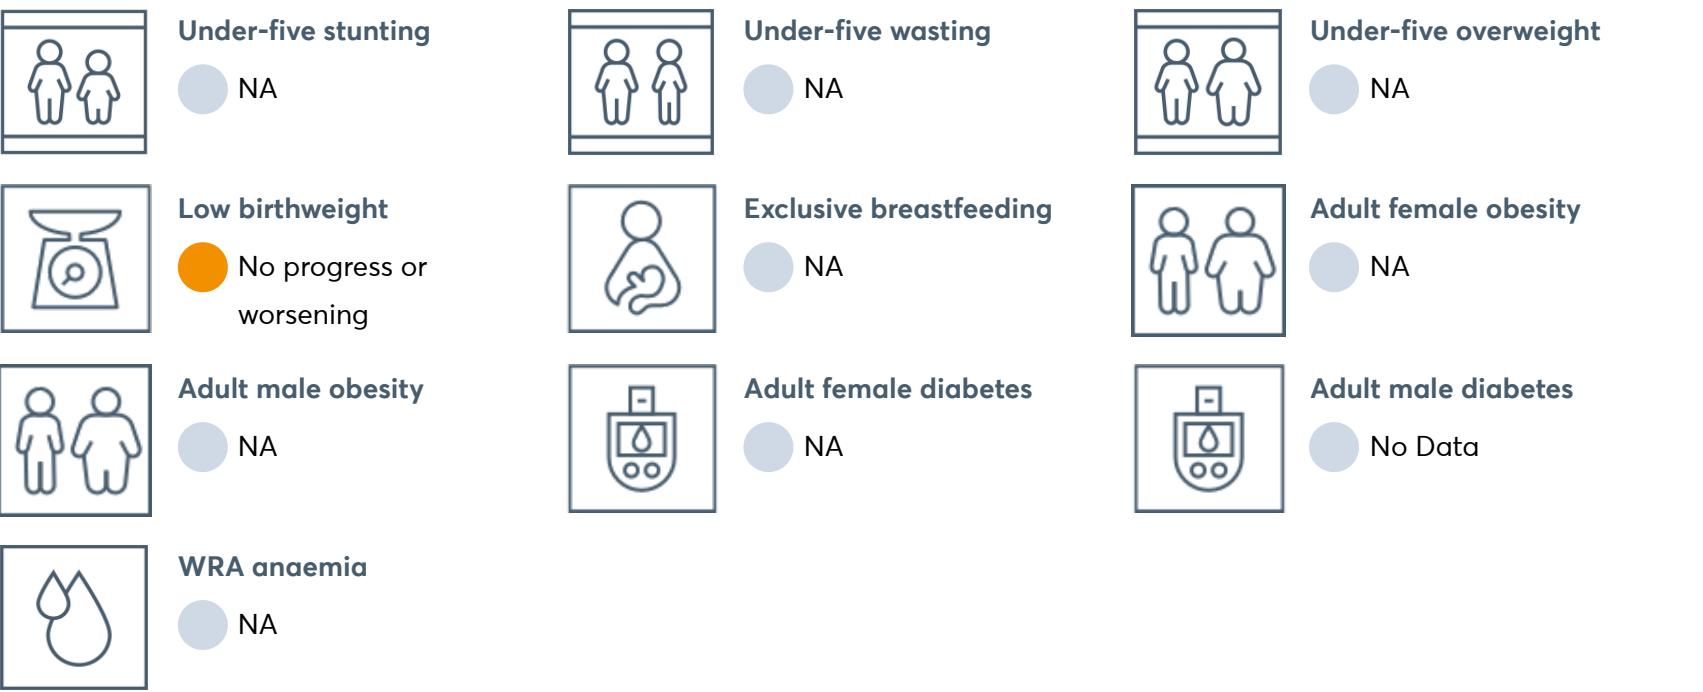 Under-five stunting
NA
Under-five wasting
NA
Under-five overweight
NA
Low birthweight
No progress or
worsening
Exclusive breastfeeding
NA
Adult female obesity
NA
Adult male obesity
NA
Adult female diabetes
NA
Adult male diabetes
No Data
WRA anaemia
NA